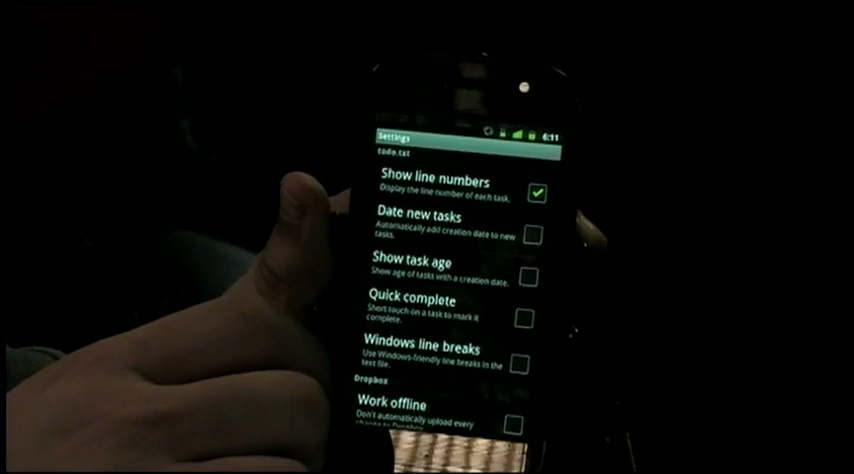 6:11
Settings
todo.txt
Show line numbers
Display the line number of each task.
Date new tasks
Automatically add creation date to new
tasks.
Show task age
Show age of tasks with a creation date.
Quick complete
Short touch on a task to mark it
complete.
Windows line breaks
Use Windows-friendly line breaks in the
text file.
Dropbox
Work offline
Don't automatically upload every
change to Dropbox